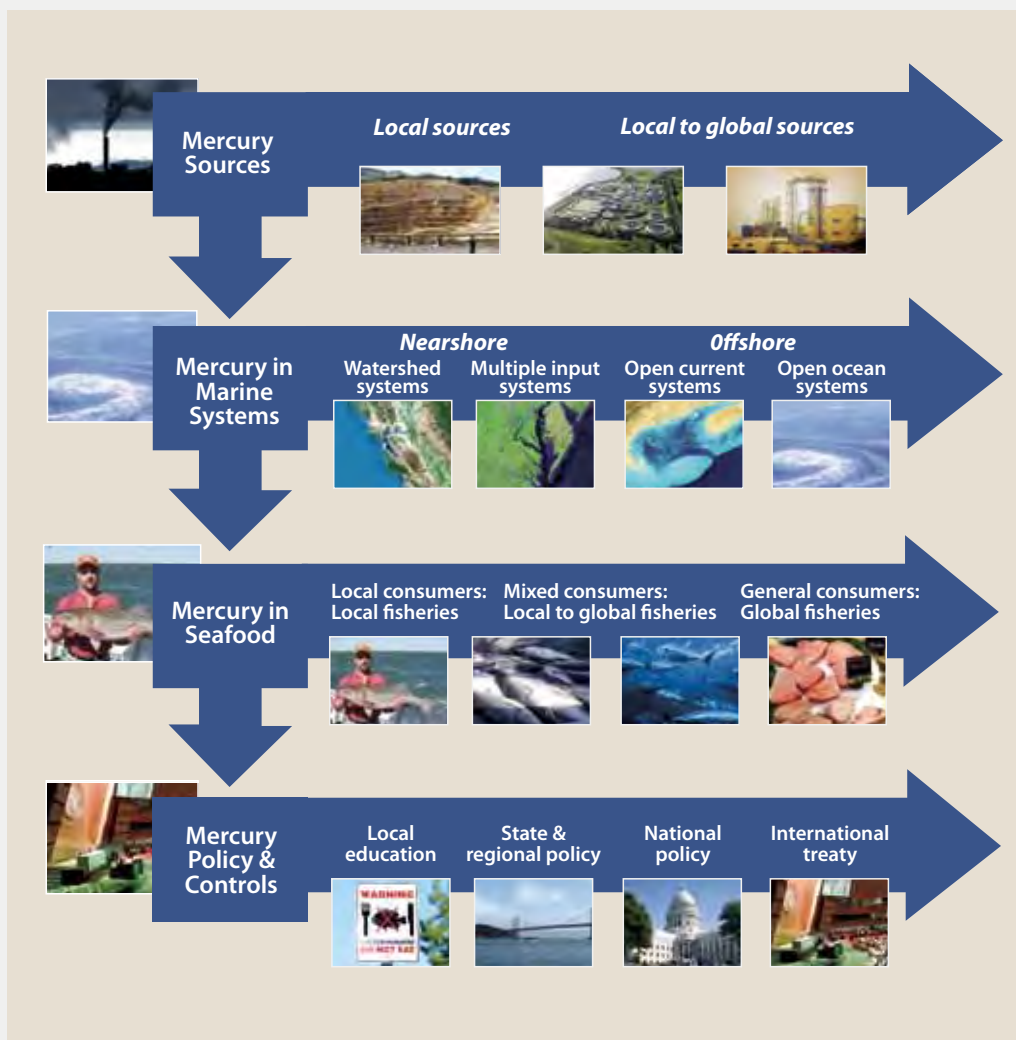 Mercury
Sources
Local sources
Local to global sources
Mercury in
Marine
Systems
Nearshore
0ffshore
Watershed
systems
Multiple input
systems
Open current
systems
Open ocean
systems
Mercury in
Seafood
Local consumers:
Local fisheries
Mixed consumers:
Local to global fisheries
General consumers:
Global fisheries
Mercury
Policy &
Controls
Local
education
State &
regional policy
National
policy
International
treaty
WARNING
DO NOT EAT